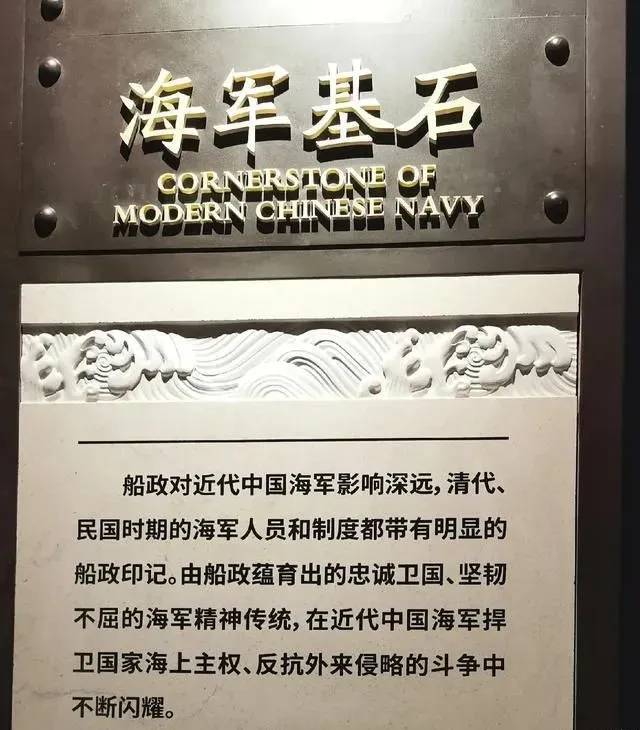 海军基石
CORNERSTONE OF
MODERN CHINESE NAVY
船政对近代中国海军影响深远，清代、
民国时期的海军人员和制度都带有明显的
船政印记。由船政蕴育出的忠诚卫国、坚韧
不屈的海军精神传统，在近代中国海军捍
卫国家海上主权、反抗外来侵略的斗争中
不断闪耀。